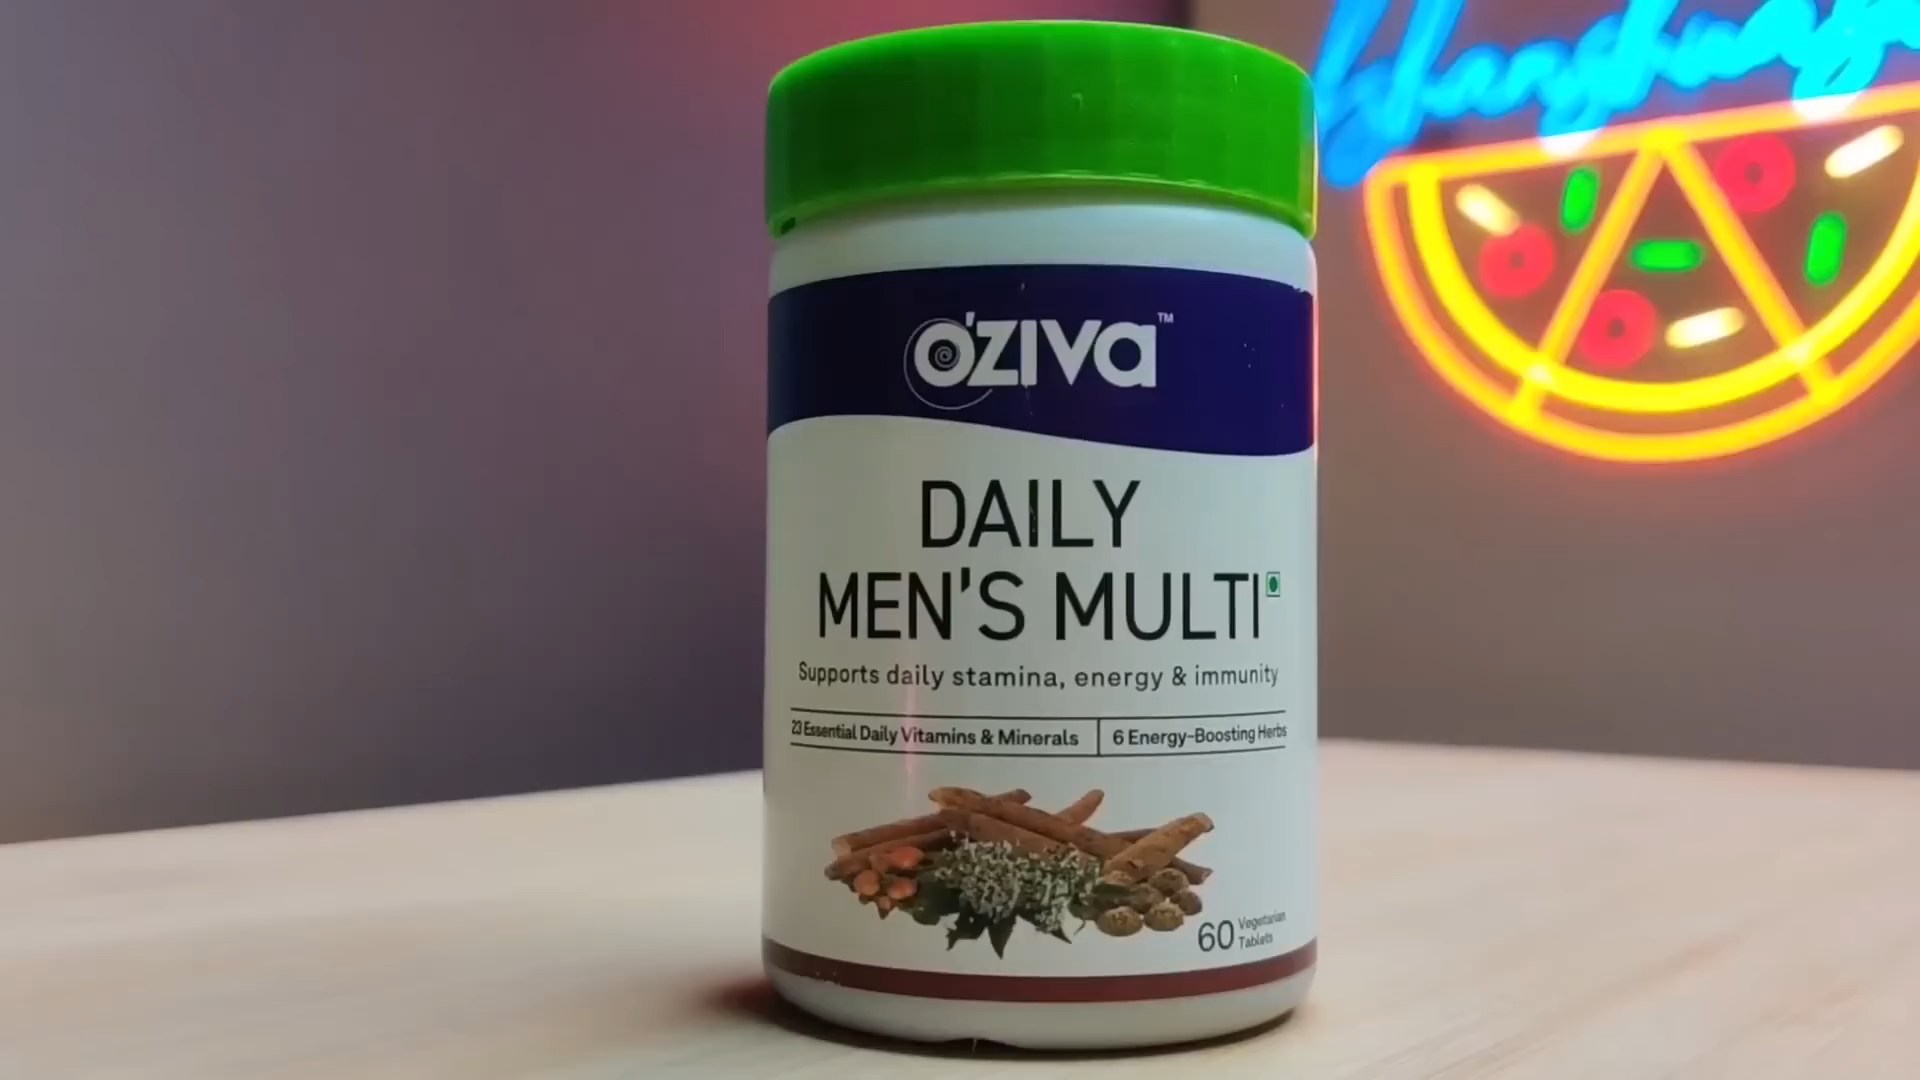 O'ZIVA™
DAILY
MEN'S MULTI
Supports daily stamina, energy & immunity
23 Essential Daily Vitamins & Minerals
6 Energy-Boosting Herbs
60 Vegetarian
Tablets